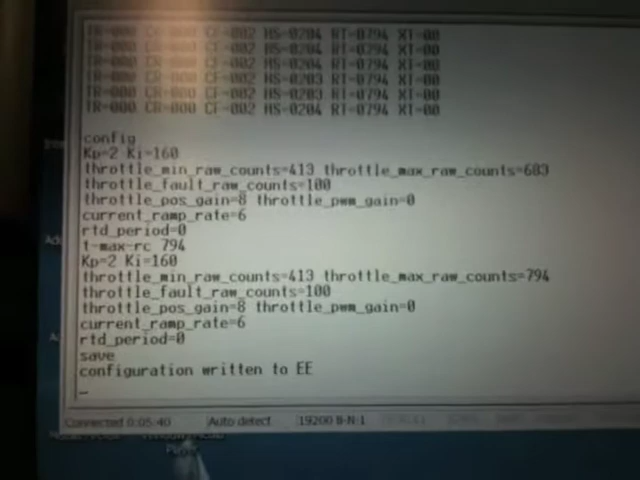 TR=000 CR=000 CF=002 HS=0204 RT=0794 XT=00
TR=000 CR=000 CF=002 HS=0204 RT=0794 XT=00
TR=000 CR=000 CF=002 HS=0204 RT=0794 XT=00
TR=000 CR=000 CF=002 HS=0203 RT=0794 XT=00
TR=000 CR=000 CF=002 HS=0203 RT=0794 XT=00
TR=000 CR=000 CF=002 HS=0204 RT=0794 XT=00
config
Kp=2 Ki=160
throttle_min_raw_counts=413 throttle_max_raw_counts=683
throttle_fault_raw_counts=100
throttle_pos_gain=8 throttle_pwm_gain=0
current_ramp_rate=6
rtd_period=0
t-max-rc 794
Kp=2 Ki=160
throttle_min_raw_counts=413 throttle_max_raw_counts=794
throttle_fault_raw_counts=100
throttle_pos_gain=8 throttle_pwm_gain=0
current_ramp_rate=6
rtd_period=0
save
configuration written to EE
_
Connected 0:05:40 Auto detect 19200 8-N-1
Player